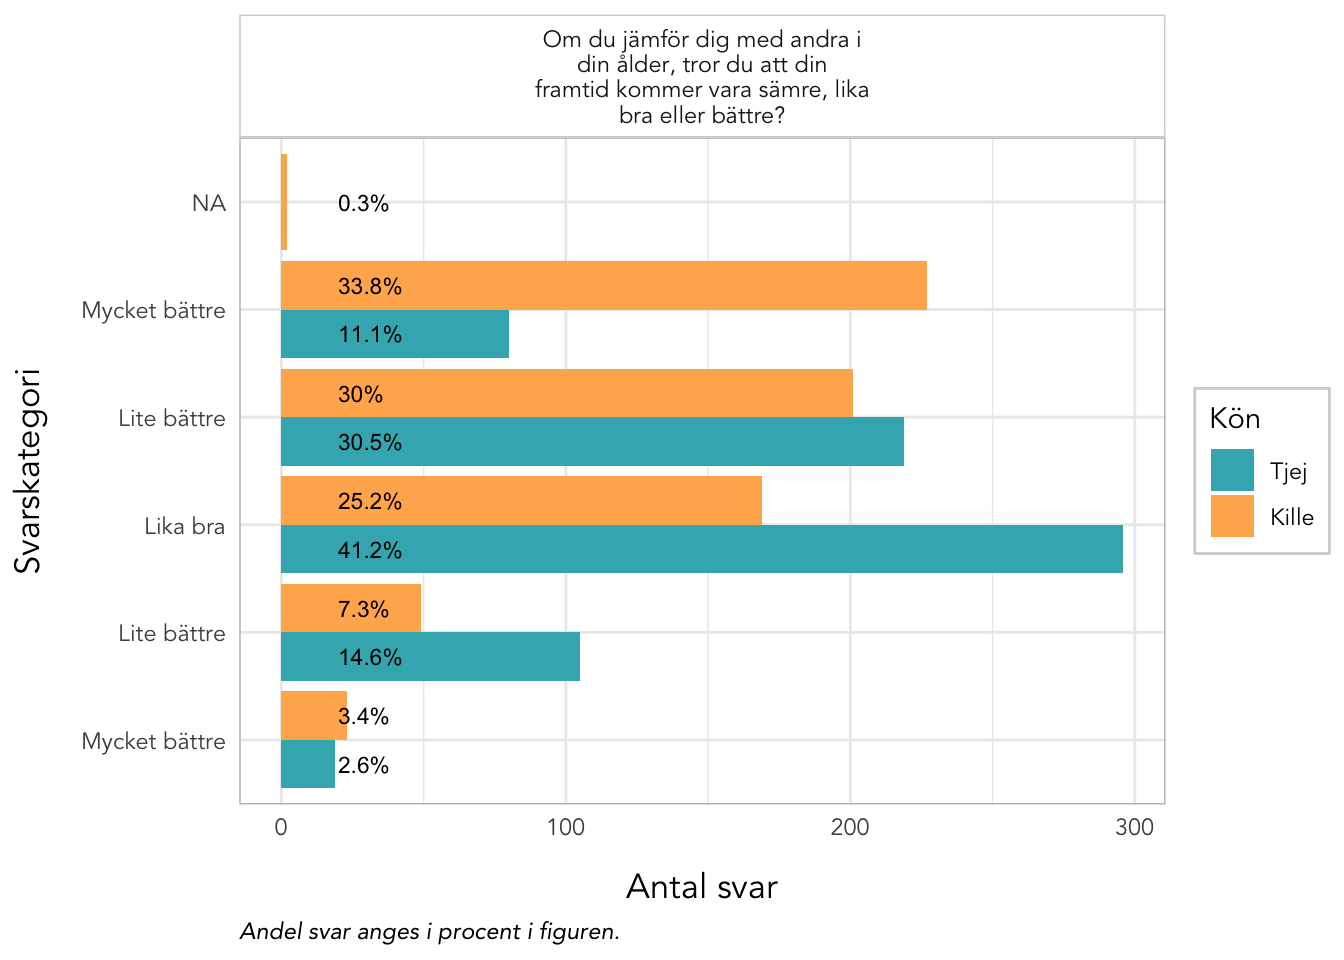 Om du jämför dig med andra i
din ålder, tror du att din
framtid kommer vara sämre, lika
bra eller bättre?
Svarskategori
NA
0.3%
Mycket bättre
33.8%
11.1%
Lite bättre
30%
30.5%
Lika bra
25.2%
41.2%
Lite bättre
7.3%
14.6%
Mycket bättre
3.4%
2.6%
0 100 200 300
Antal svar
Andel svar anges i procent i figuren.
Kön
Tjej
Kille